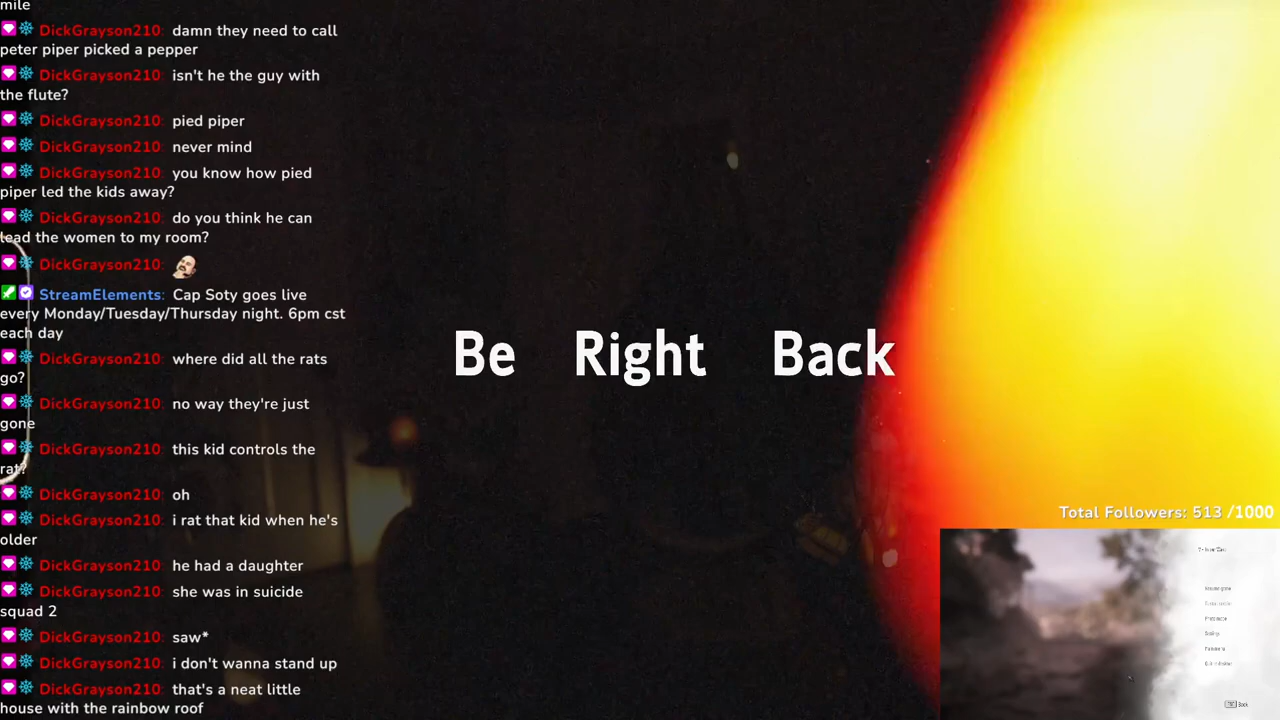 mile
DickGrayson210: damn they need to call
peter piper picked a pepper
DickGrayson210: isn't he the guy with
the flute?
DickGrayson210: pied piper
DickGrayson210: never mind
DickGrayson210: you know how pied
piper led the kids away?
DickGrayson210: do you think he can
lead the women to my room?
DickGrayson210:
StreamElements: Cap Soty goes live
every Monday/Tuesday/Thursday night. 6pm cst
each day
DickGrayson210: where did all the rats
go?
DickGrayson210: no way they're just
gone
DickGrayson210: this kid controls the
rat?
DickGrayson210: oh
DickGrayson210: i rat that kid when he's
older
DickGrayson210: he had a daughter
DickGrayson210: she was in suicide
squad 2
DickGrayson210: saw*
DickGrayson210: i don't wanna stand up
DickGrayson210: that's a neat little
house with the rainbow roof
Be Right Back
Total Followers: 513 /1000
Back